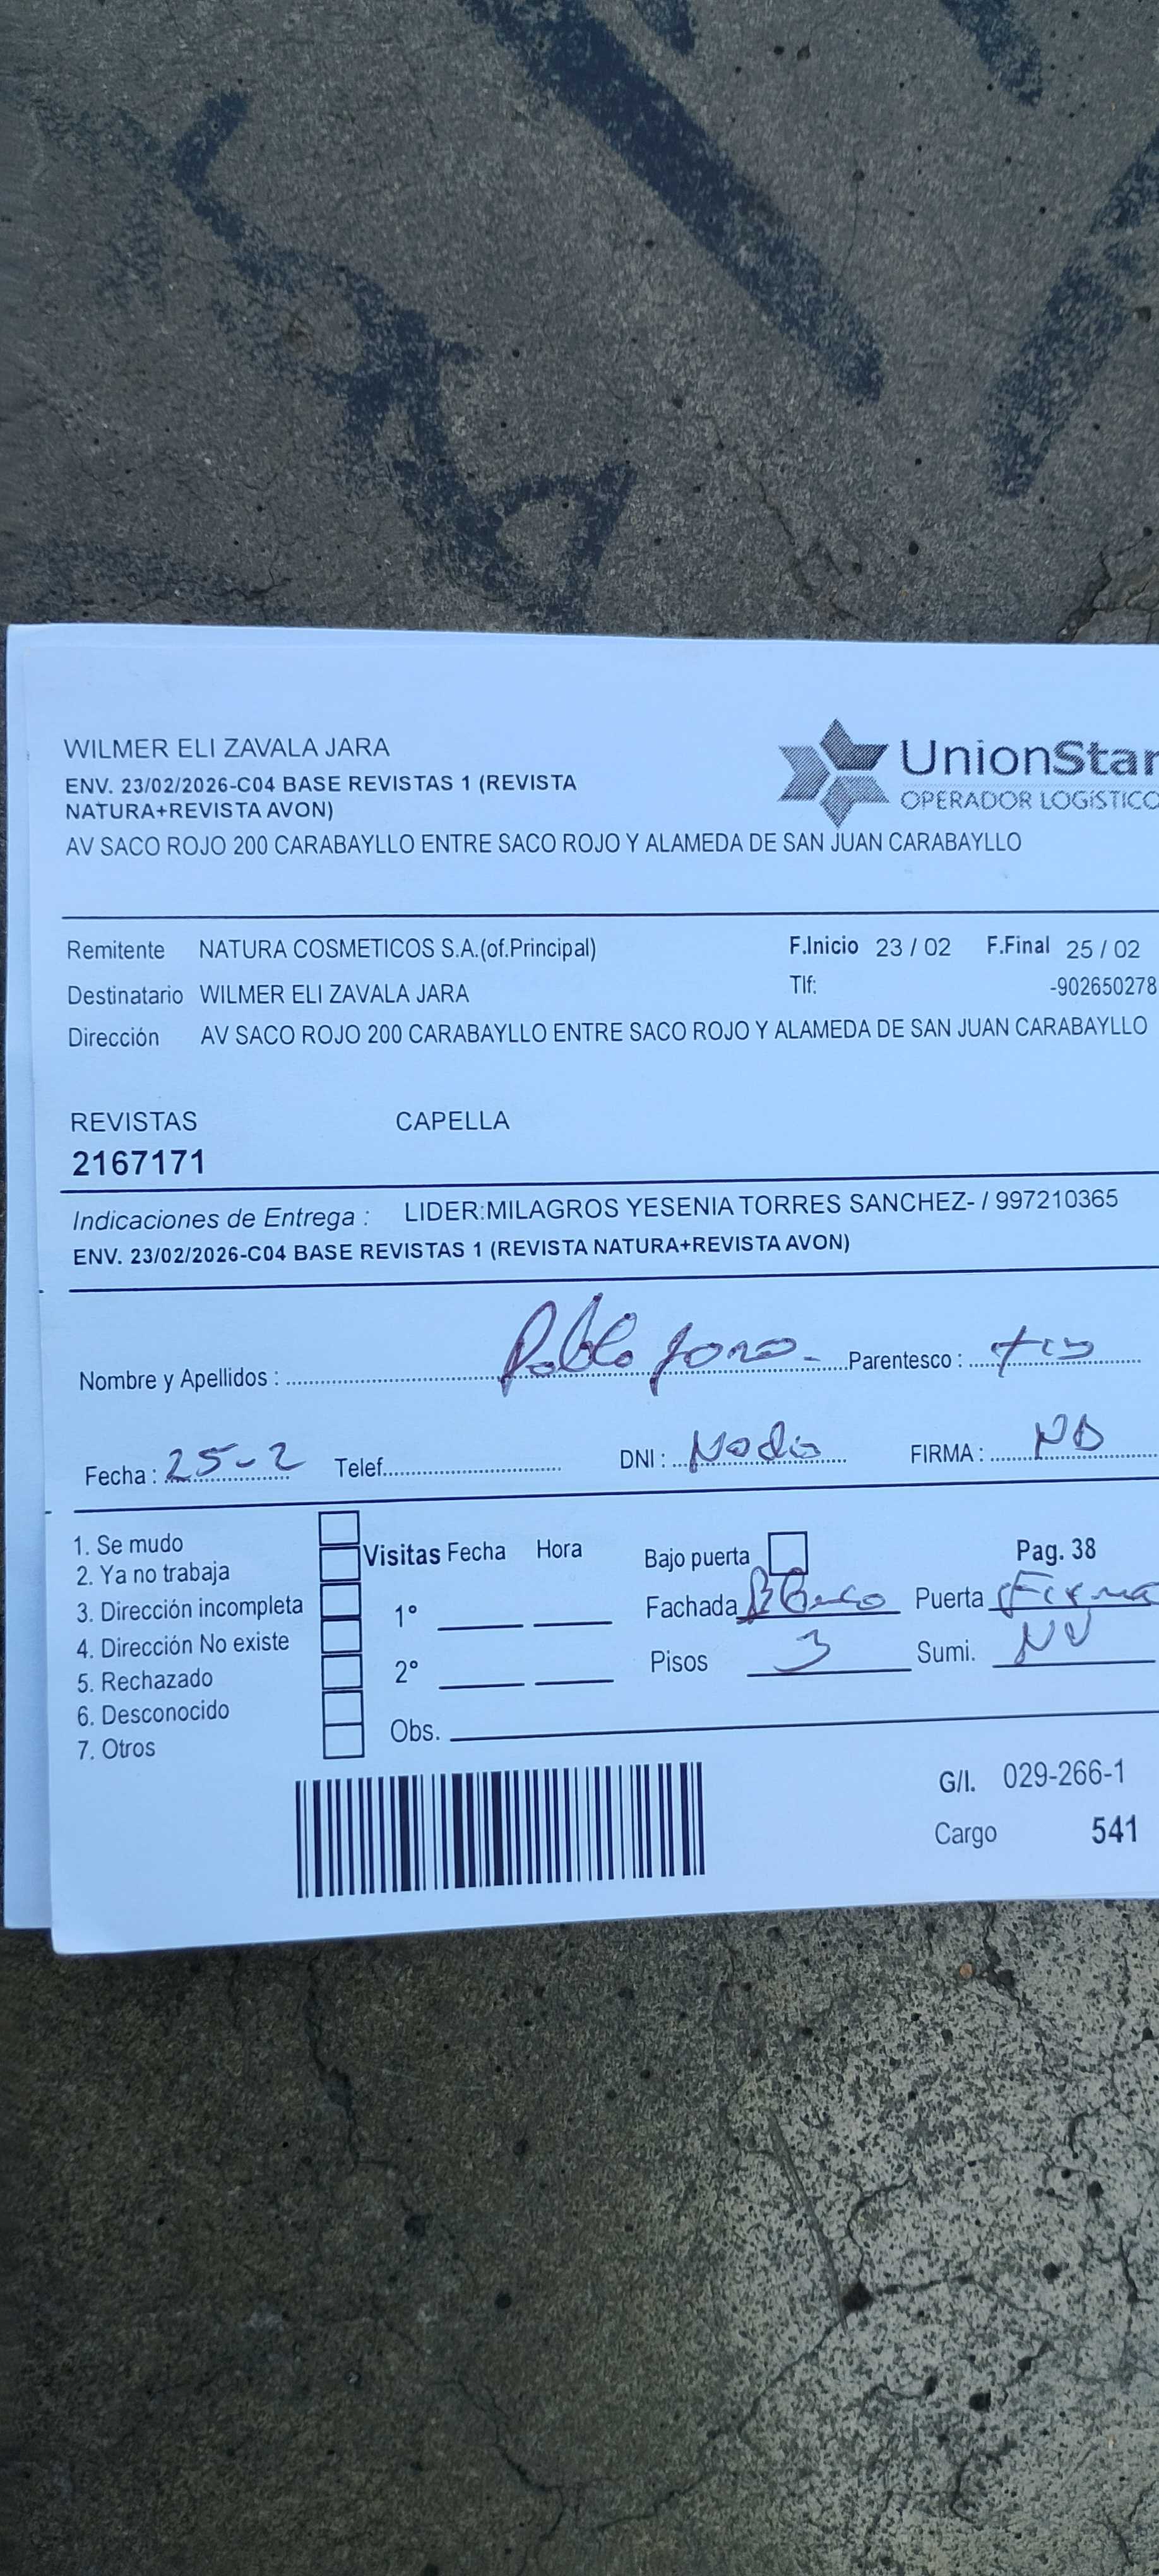 WILMER ELI ZAVALA JARA
ENV. 23/02/2026-C04 BASE REVISTAS 1 (REVISTA
NATURA+REVISTA AVON)
UnionStar
OPERADOR LOGíSTICO
AV SACO ROJO 200 CARABAYLLO ENTRE SACO ROJO Y ALAMEDA DE SAN JUAN CARABAYLLO
Remitente NATURA COSMETICOS S.A.(of.Principal) F.Inicio 23 / 02 F.Final 25 / 02
Destinatario WILMER ELI ZAVALA JARA Tlf: -902650278
Dirección AV SACO ROJO 200 CARABAYLLO ENTRE SACO ROJO Y ALAMEDA DE SAN JUAN CARABAYLLO
REVISTAS CAPELLA
2167171
Indicaciones de Entrega : LIDER:MILAGROS YESENIA TORRES SANCHEZ- / 997210365
ENV. 23/02/2026-C04 BASE REVISTAS 1 (REVISTA NATURA+REVISTA AVON)
Nombre y Apellidos : Pablo Parentesco :
Fecha : 25-2 Telef. DNI : FIRMA :
1. Se mudo
2. Ya no trabaja
3. Dirección incompleta
4. Dirección No existe
5. Rechazado
6. Desconocido
7. Otros
Visitas Fecha Hora
1°
2°
Obs.
Bajo puerta Pag. 38
Fachada Puerta
Pisos 3 Sumi.
G/I. 029-266-1
Cargo 541